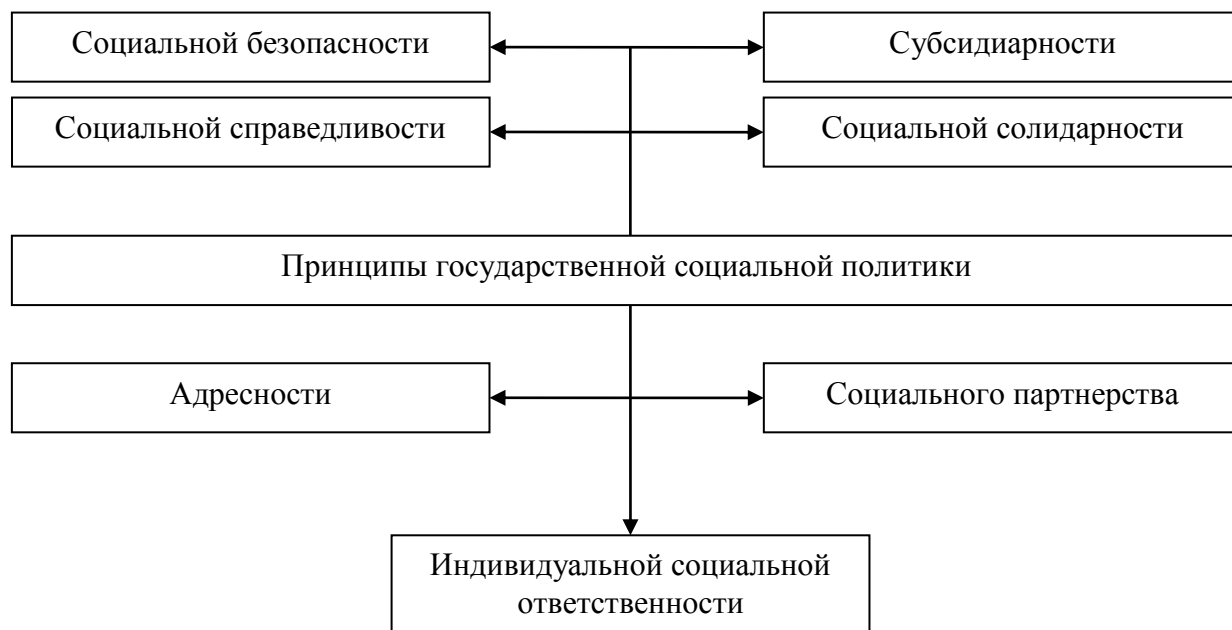 Социальной безопасности
Субсидиарности
Социальной справедливости
Социальной солидарности
Принципы государственной социальной политики
Адресности
Социального партнерства
Индивидуальной социальной
ответственности